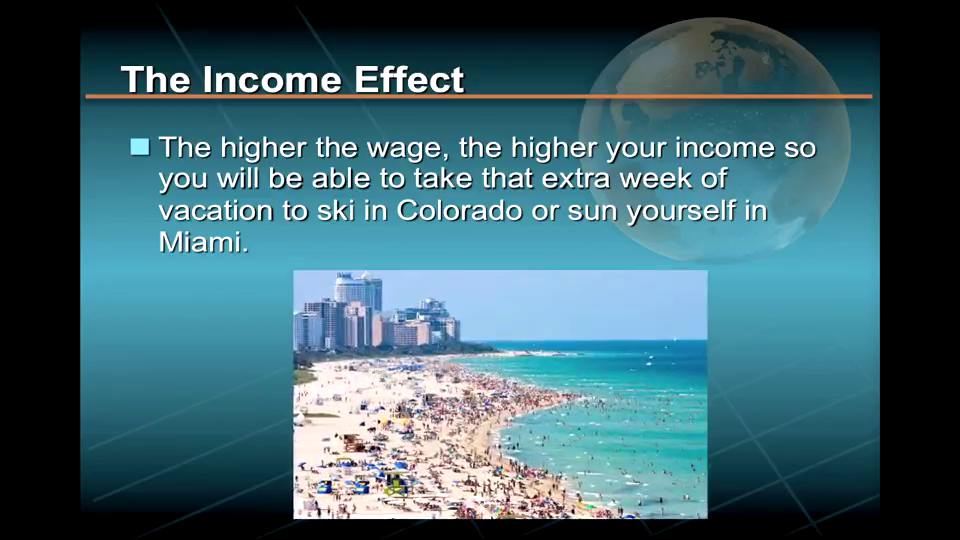 The Income Effect
The higher the wage, the higher your income so
you will be able to take that extra week of
vacation to ski in Colorado or sun yourself in
Miami.